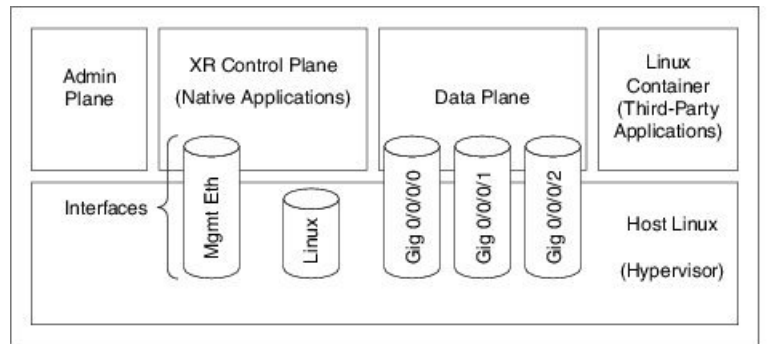 Admin
Plane
XR Control Plane
(Native Applications)
Data Plane
Linux
Container
(Third-Party
Applications)
Interfaces
Mgmt Eth
Linux
Gig 0/0/0/0
Gig 0/0/0/1
Gig 0/0/0/2
Host Linux
(Hypervisor)